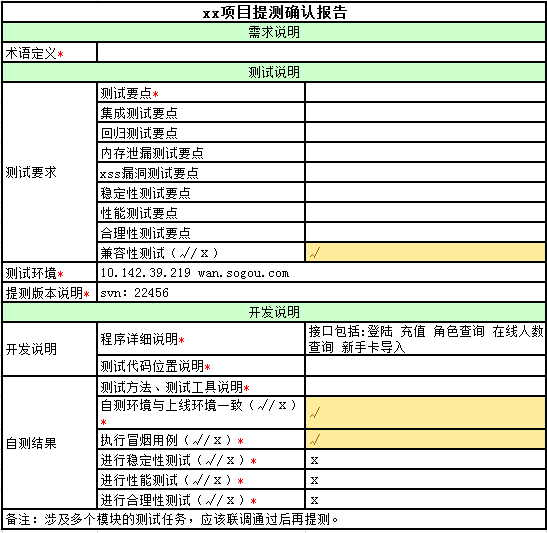 xx项目提测确认报告
需求说明
术语定义*
测试说明
测试要求
测试要点*
集成测试要点
回归测试要点
内存泄漏测试要点
xss漏洞测试要点
稳定性测试要点
性能测试要点
合理性测试要点
兼容性测试（√/X） √
测试环境* 10.142.39.219 wan.sogou.com
提测版本说明* svn: 22456
开发说明
开发说明
程序详细说明* 接口包括:登陆 充值 角色查询 在线人数
查询 新手卡导入
测试代码位置说明*
自测结果
测试方法、测试工具说明*
自测环境与上线环境一致（√/X）
* √
执行冒烟用例（√/X）* √
进行稳定性测试（√/X）* X
进行性能测试（√/X）* X
进行合理性测试（√/X）* X
备注：涉及多个模块的测试任务，应该联调通过后再提测。